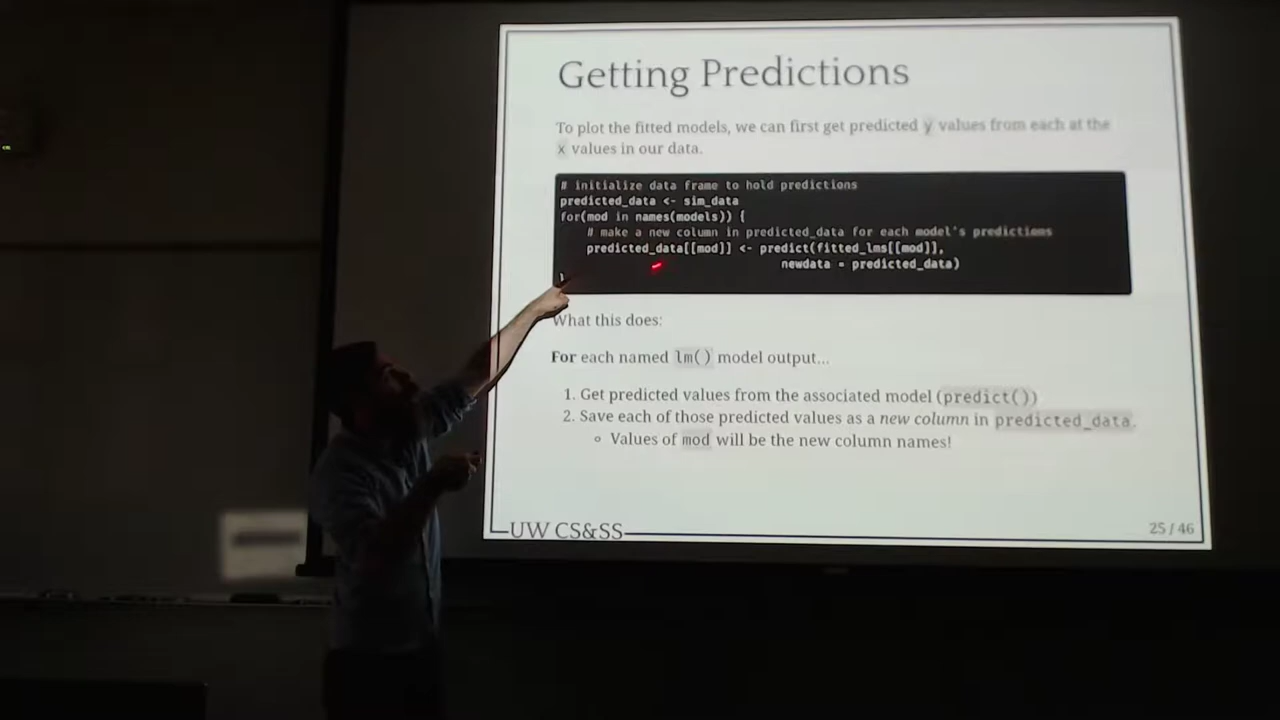 Getting Predictions
To plot the fitted models, we can first get predicted y values from each at the
x values in our data.
# initialize data frame to hold predictions
predicted_data <- sim_data
for(mod in names(models)) {
# make a new column in predicted_data for each model's predictions
predicted_data[[mod]] <- predict(fitted_lms[[mod]],
newdata = predicted_data)
}
What this does:
For each named lm() model output...
1. Get predicted values from the associated model (predict())
2. Save each of those predicted values as a new column in predicted_data.
◦ Values of mod will be the new column names!
UW CS&SS
25 / 46